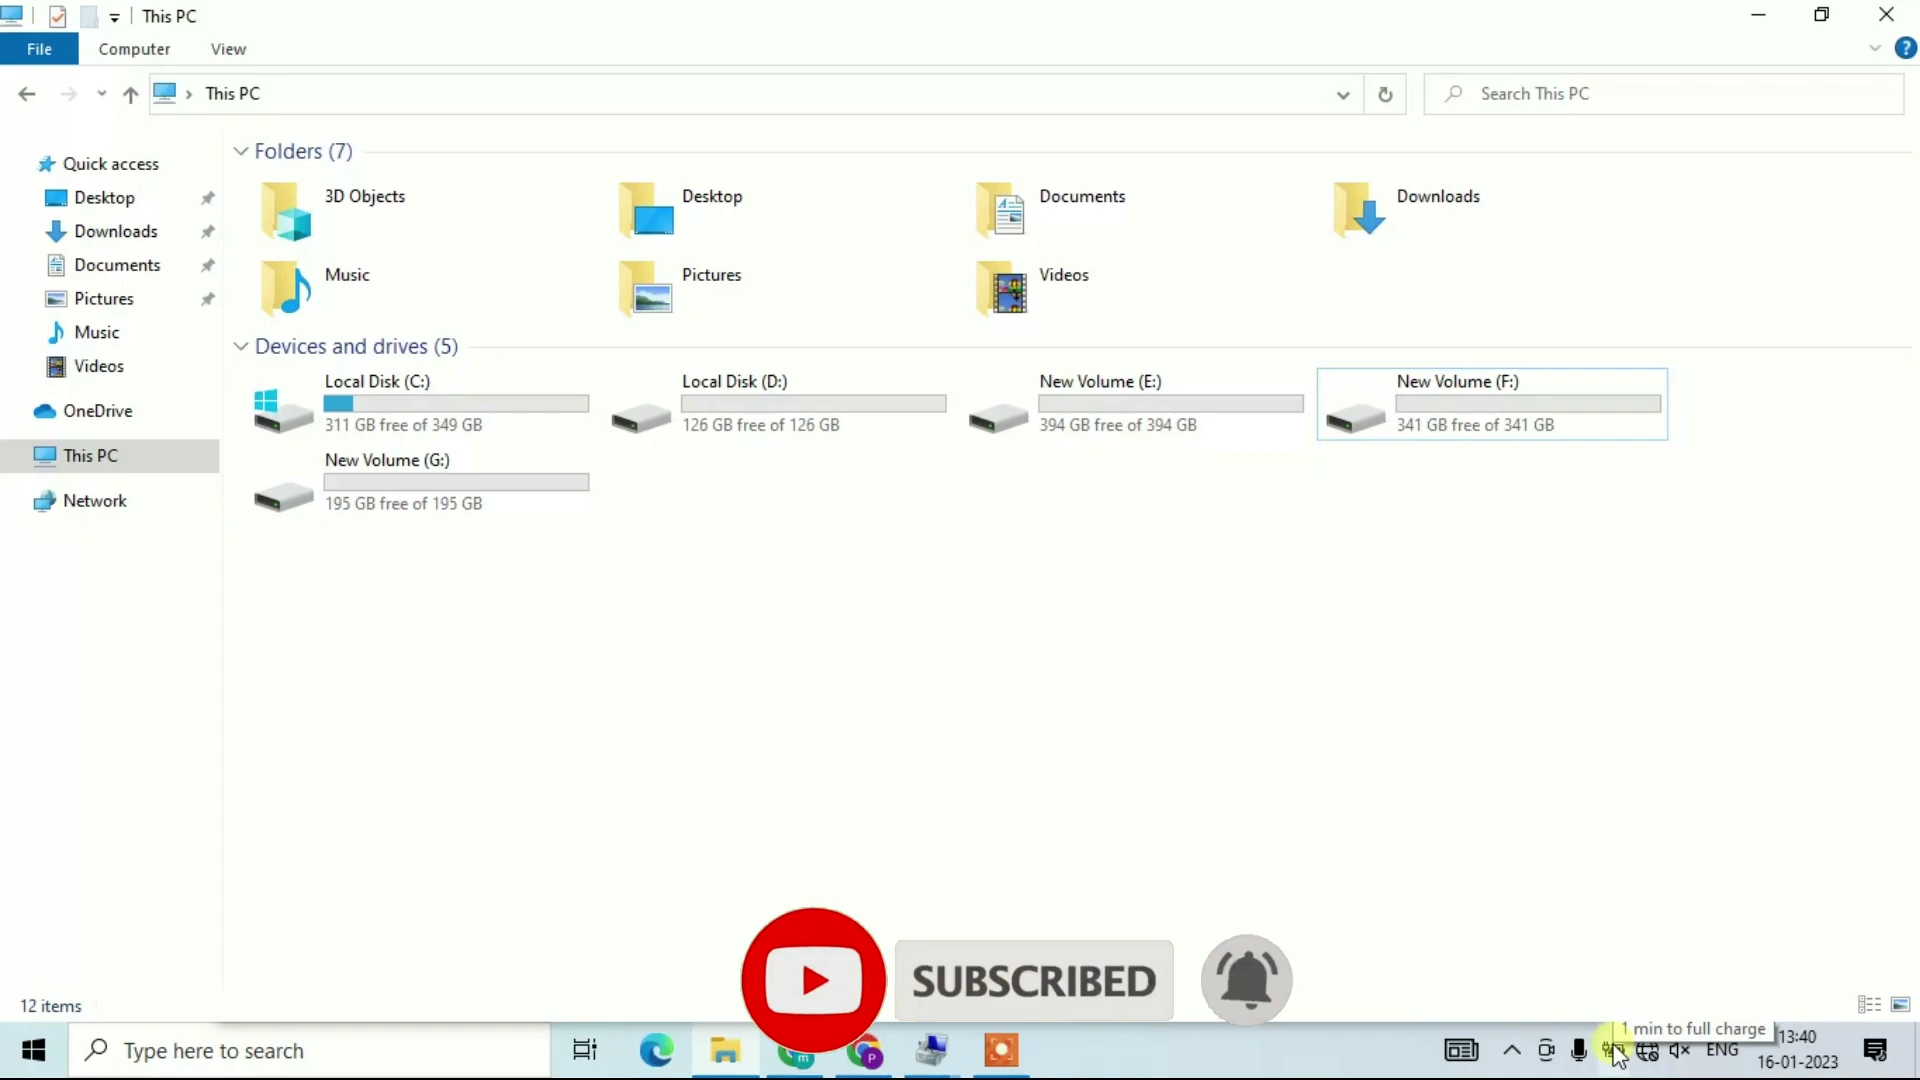 This PC
File Computer View
This PC
Search This PC
Quick access
Desktop
Downloads
Documents
Pictures
Music
Videos
OneDrive
This PC
Network
Folders (7)
3D Objects
Desktop
Documents
Downloads
Music
Pictures
Videos
Devices and drives (5)
Local Disk (C:)
311 GB free of 349 GB
Local Disk (D:)
126 GB free of 126 GB
New Volume (E:)
394 GB free of 394 GB
New Volume (F:)
341 GB free of 341 GB
New Volume (G:)
195 GB free of 195 GB
SUBSCRIBED
12 items
1 min to full charge
Type here to search
m
P
ENG
13:40
16-01-2023